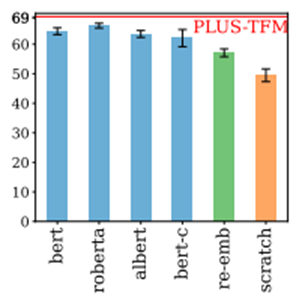 69
PLUS-TFM
60
50
40
30
20
10
0
bert
roberta
albert
bert-c
re-emb
scratch